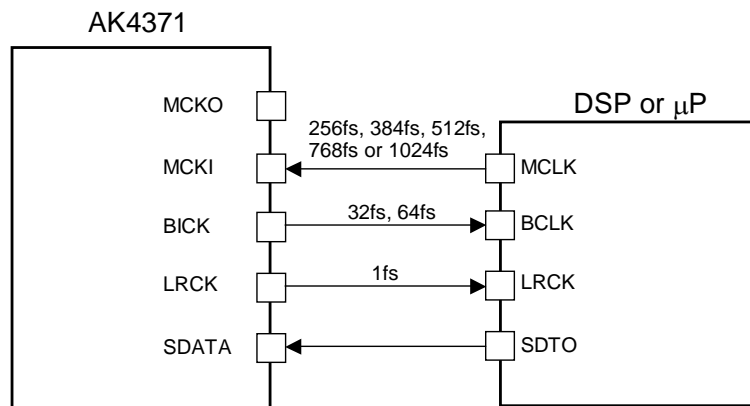 AK4371
DSP or μP
MCKO
256fs, 384fs, 512fs,
768fs or 1024fs
MCKI
MCLK
BICK
32fs, 64fs
BCLK
LRCK
1fs
LRCK
SDATA
SDTO